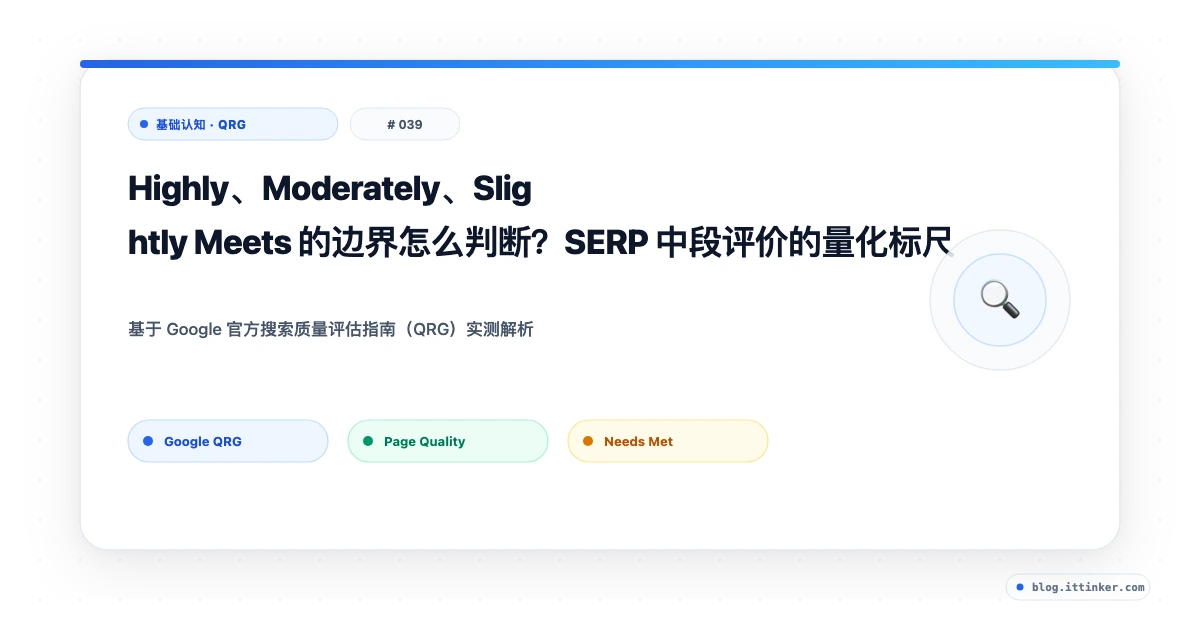 基础认知 · QRG
# 039
Highly、Moderately、Slig
htly Meets 的边界怎么判断？SERP 中段评价的量化标尺
基于 Google 官方搜索质量评估指南（QRG）实测解析
Google QRG
Page Quality
Needs Met
blog.ittinker.com